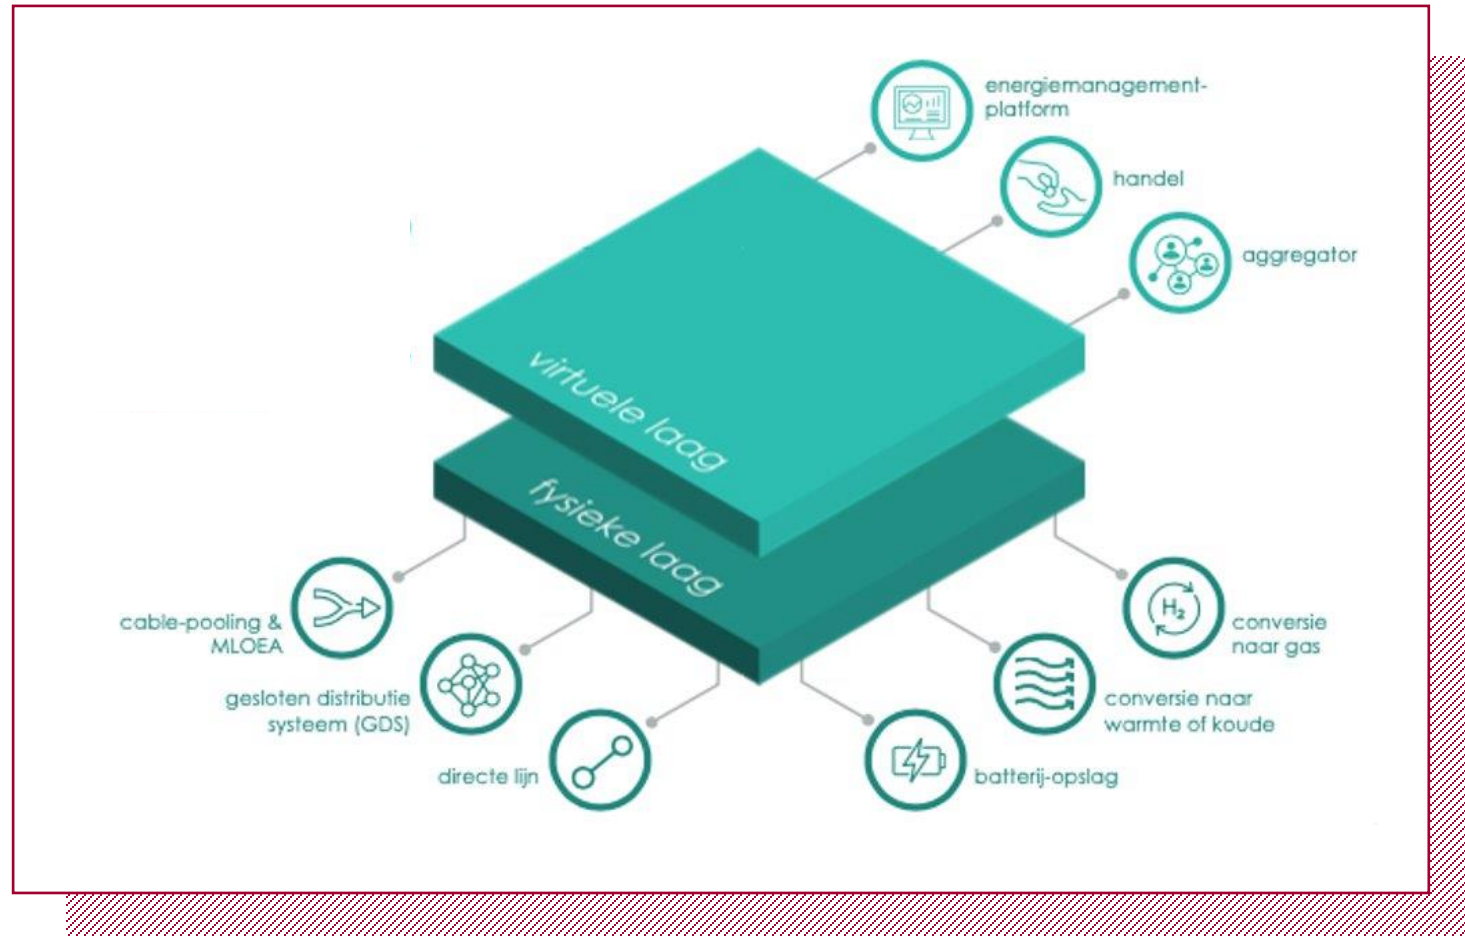 energiemanagement-
platform
handel
aggregator
virtuele laag
fysieke laag
cable-pooling &
MLOEA
gesloten distributie
systeem (GDS)
directe lijn
H₂
conversie
naar gas
conversie naar
warmte of koude
batterij-opslag